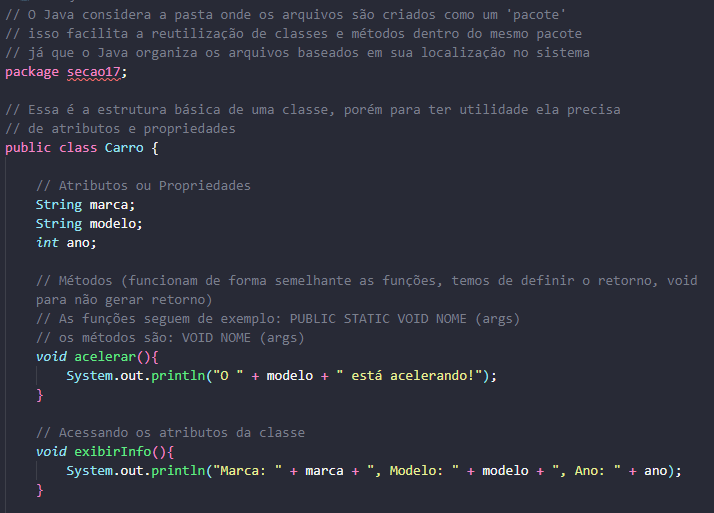 // O Java considera a pasta onde os arquivos são criados como um 'pacote'
// isso facilita a reutilização de classes e métodos dentro do mesmo pacote
// já que o Java organiza os arquivos baseados em sua localização no sistema
package secao17;

// Essa é a estrutura básica de uma classe, porém para ter utilidade ela precisa
// de atributos e propriedades
public class Carro {

    // Atributos ou Propriedades
    String marca;
    String modelo;
    int ano;

    // Métodos (funcionam de forma semelhante as funções, temos de definir o retorno, void
    para não gerar retorno)
    // As funções seguem de exemplo: PUBLIC STATIC VOID NOME (args)
    // os métodos são: VOID NOME (args)
    void acelerar(){
        System.out.println("O " + modelo + " está acelerando!");
    }

    // Acessando os atributos da classe
    void exibirInfo(){
        System.out.println("Marca: " + marca + ", Modelo: " + modelo + ", Ano: " + ano);
    }